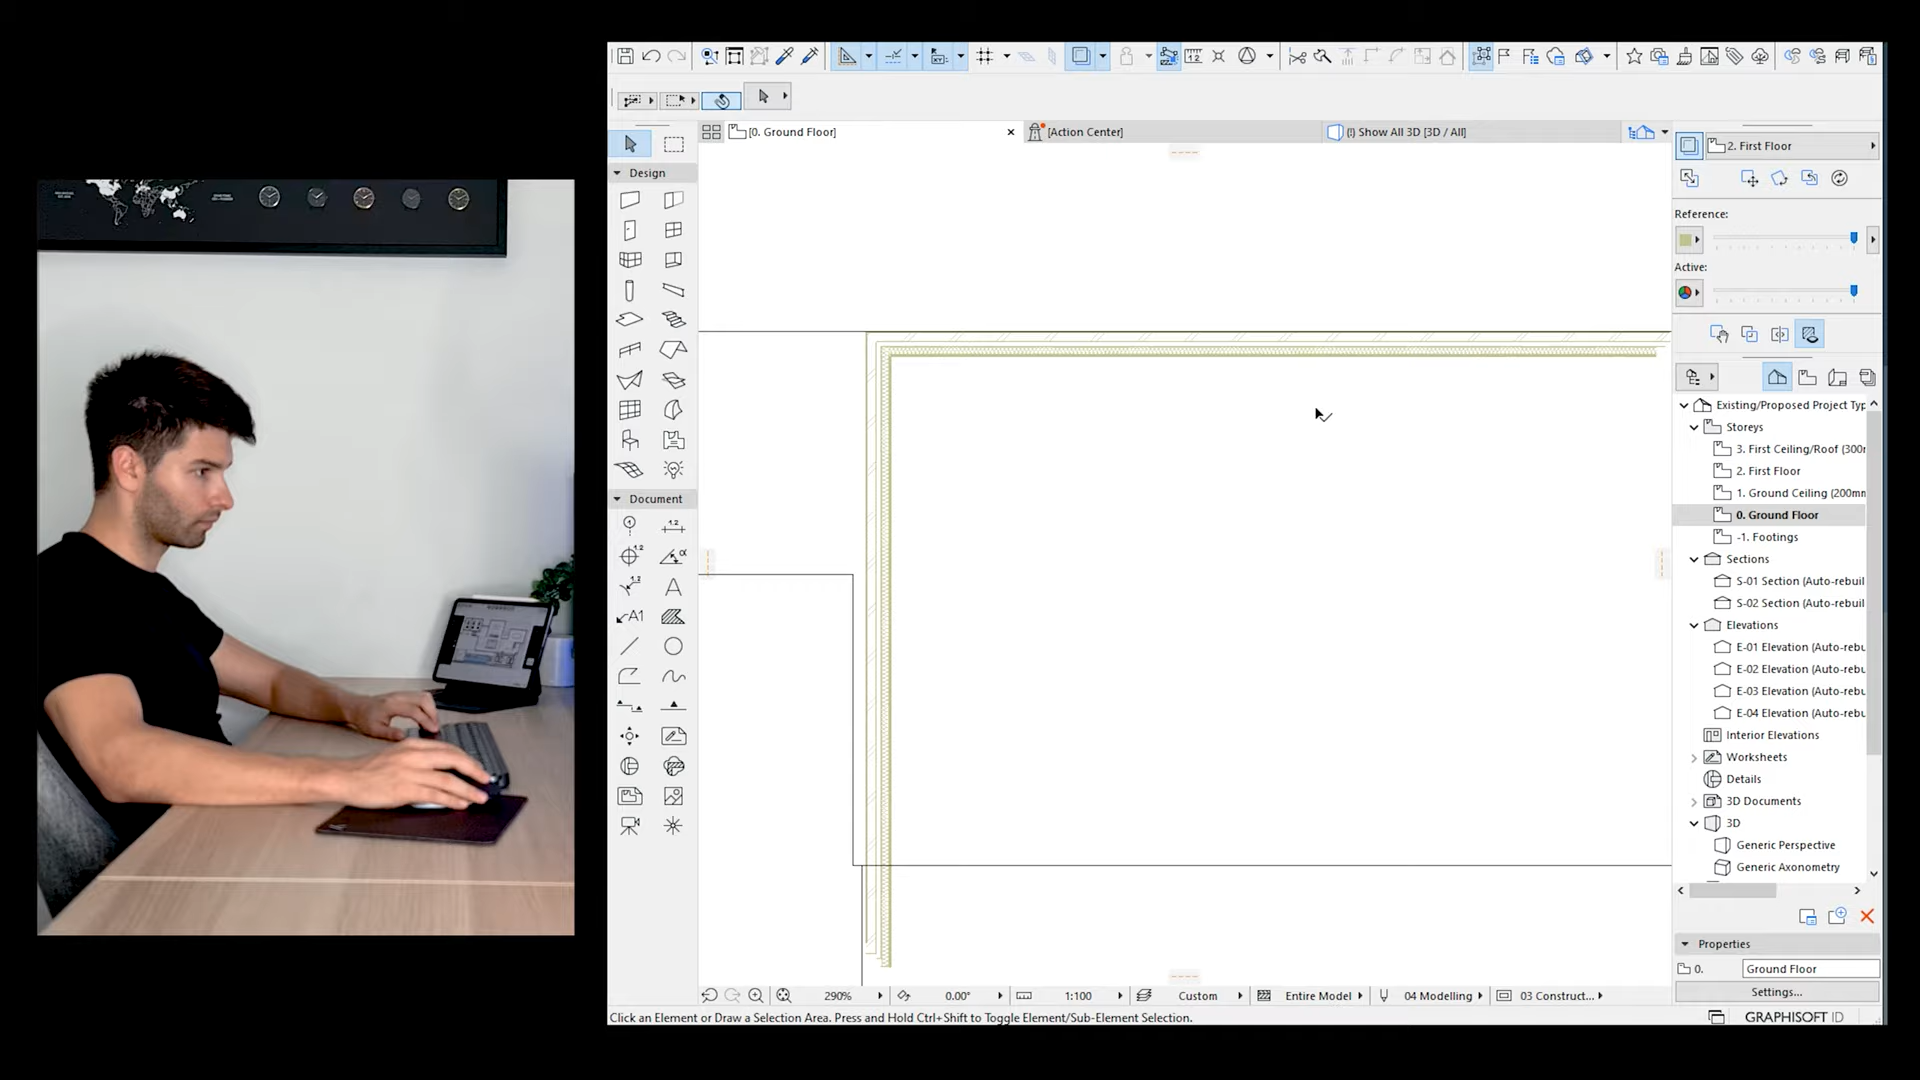 [0. Ground Floor]
[Action Center]
(!) Show All 3D [3D / All]
2. First Floor
Design
Reference:
Active:
Existing/Proposed Project Typ
Storeys
3. First Ceiling/Roof (300r
2. First Floor
1. Ground Ceiling (200mm
0. Ground Floor
-1. Footings
Document
Sections
S-01 Section (Auto-rebuil
S-02 Section (Auto-rebuil
Elevations
E-01 Elevation (Auto-rebu
E-02 Elevation (Auto-rebu
E-03 Elevation (Auto-rebu
E-04 Elevation (Auto-rebu
Interior Elevations
Worksheets
Details
3D Documents
3D
Generic Perspective
Generic Axonometry
Properties
0.
Ground Floor
Settings...
290%
0.00°
1:100
Custom
Entire Model
04 Modelling
03 Construct...
Click an Element or Draw a Selection Area. Press and Hold Ctrl+Shift to Toggle Element/Sub-Element Selection.
GRAPHISOFT ID